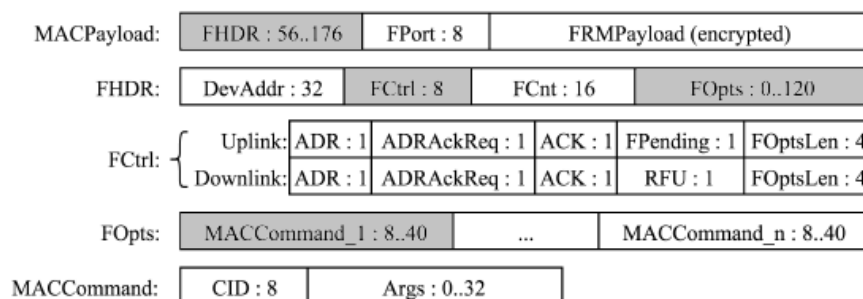 MACPayload: FHDR : 56..176 FPort : 8 FRMPayload (encrypted)
FHDR: DevAddr : 32 FCtrl : 8 FCnt : 16 FOpts : 0..120
FCtrl: Uplink: ADR : 1 ADRAckReq : 1 ACK : 1 FPending : 1 FOptsLen : 4
Downlink: ADR : 1 ADRAckReq : 1 ACK : 1 RFU : 1 FOptsLen : 4
FOpts: MACCommand_1 : 8..40 ... MACCommand_n : 8..40
MACCommand: CID : 8 Args : 0..32